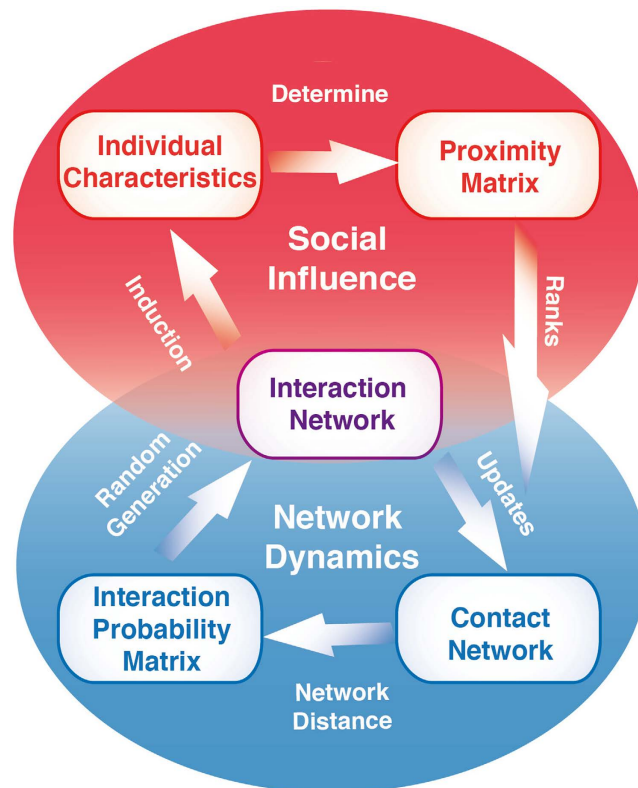 Determine
Individual
Characteristics
Proximity
Matrix
Social
Influence
Induction
Ranks
Interaction
Network
Random
Generation
Updates
Network
Dynamics
Interaction
Probability
Matrix
Contact
Network
Network
Distance